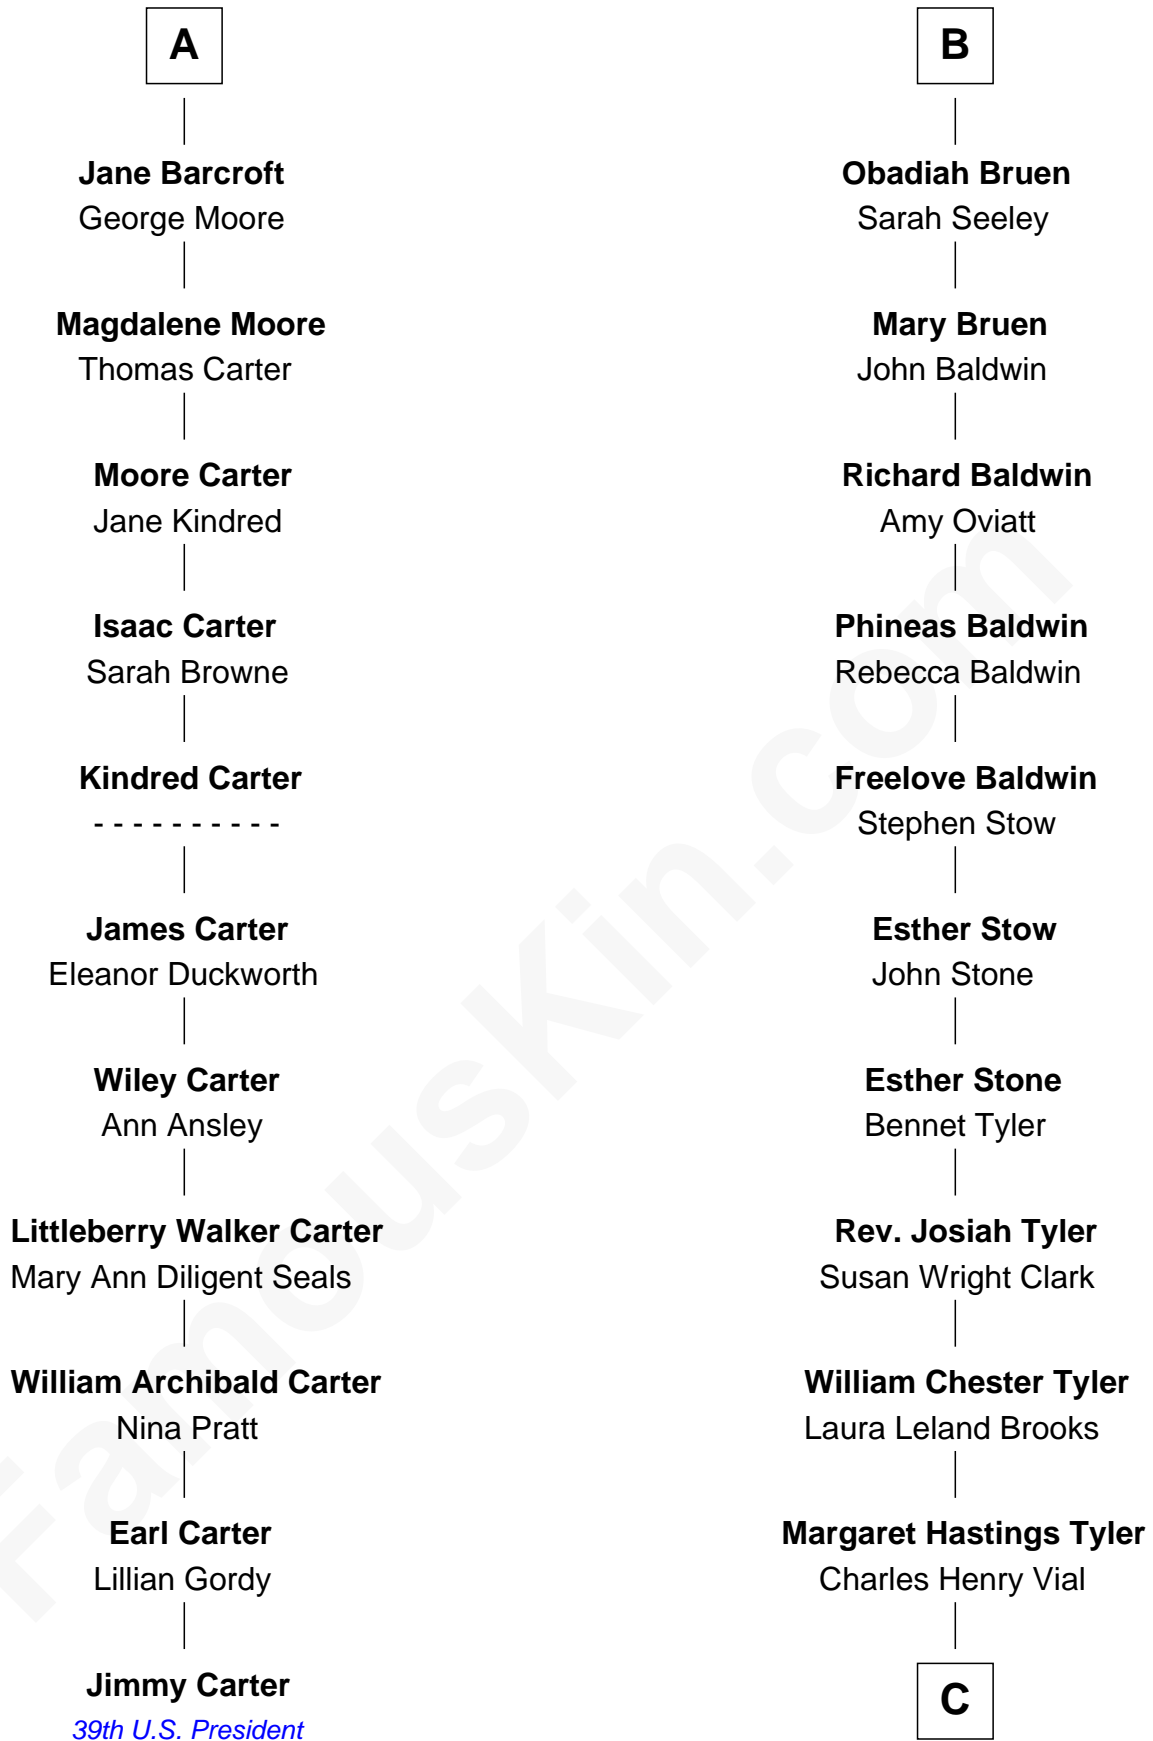 A
Jane Barcroft
George Moore
Magdalene Moore
Thomas Carter
Moore Carter
Jane Kindred
Isaac Carter
Sarah Browne
Kindred Carter
- - - - - - - - - -
James Carter
Eleanor Duckworth
Wiley Carter
Ann Ansley
Littleberry Walker Carter
Mary Ann Diligent Seals
William Archibald Carter
Nina Pratt
Earl Carter
Lillian Gordy
Jimmy Carter
39th U.S. President
B
Obadiah Bruen
Sarah Seeley
Mary Bruen
John Baldwin
Richard Baldwin
Amy Oviatt
Phineas Baldwin
Rebecca Baldwin
Freelove Baldwin
Stephen Stow
Esther Stow
John Stone
Esther Stone
Bennet Tyler
Rev. Josiah Tyler
Susan Wright Clark
William Chester Tyler
Laura Leland Brooks
Margaret Hastings Tyler
Charles Henry Vial
C
FamousKin.com